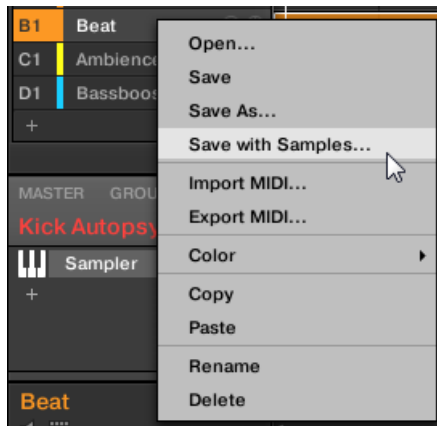 B1 Beat
C1 Ambience
D1 Bassboos
+
MASTER GROU
Kick Autopsy
Sampler
+
Beat
Open...
Save
Save As...
Save with Samples...
Import MIDI...
Export MIDI...
Color
Copy
Paste
Rename
Delete